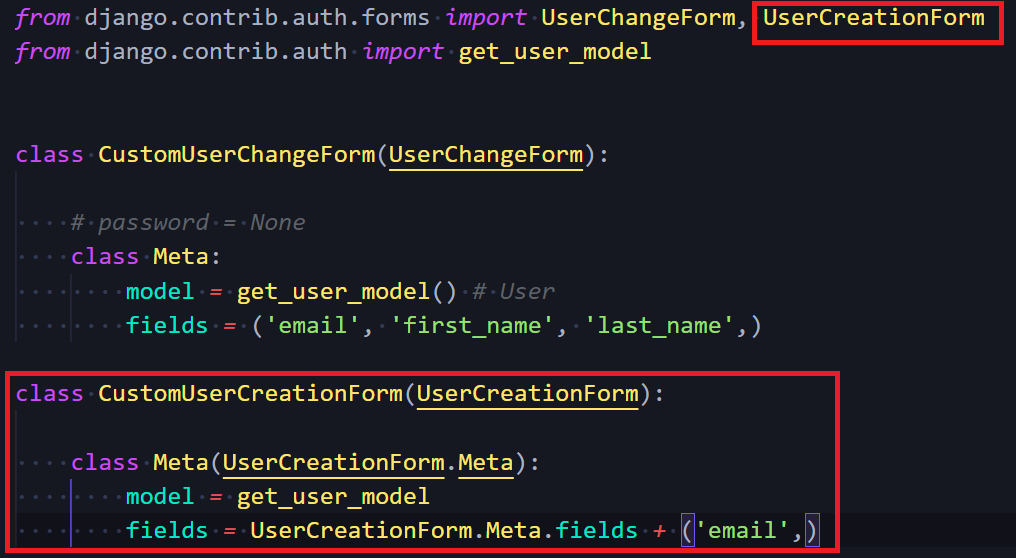 from django.contrib.auth.forms import UserChangeForm, UserCreationForm
from django.contrib.auth import get_user_model
class CustomUserChangeForm(UserChangeForm):
# password = None
class Meta:
model = get_user_model() # User
fields = ('email', 'first_name', 'last_name',)
class CustomUserCreationForm(UserCreationForm):
class Meta(UserCreationForm.Meta):
model = get_user_model
fields = UserCreationForm.Meta.fields + ('email',)